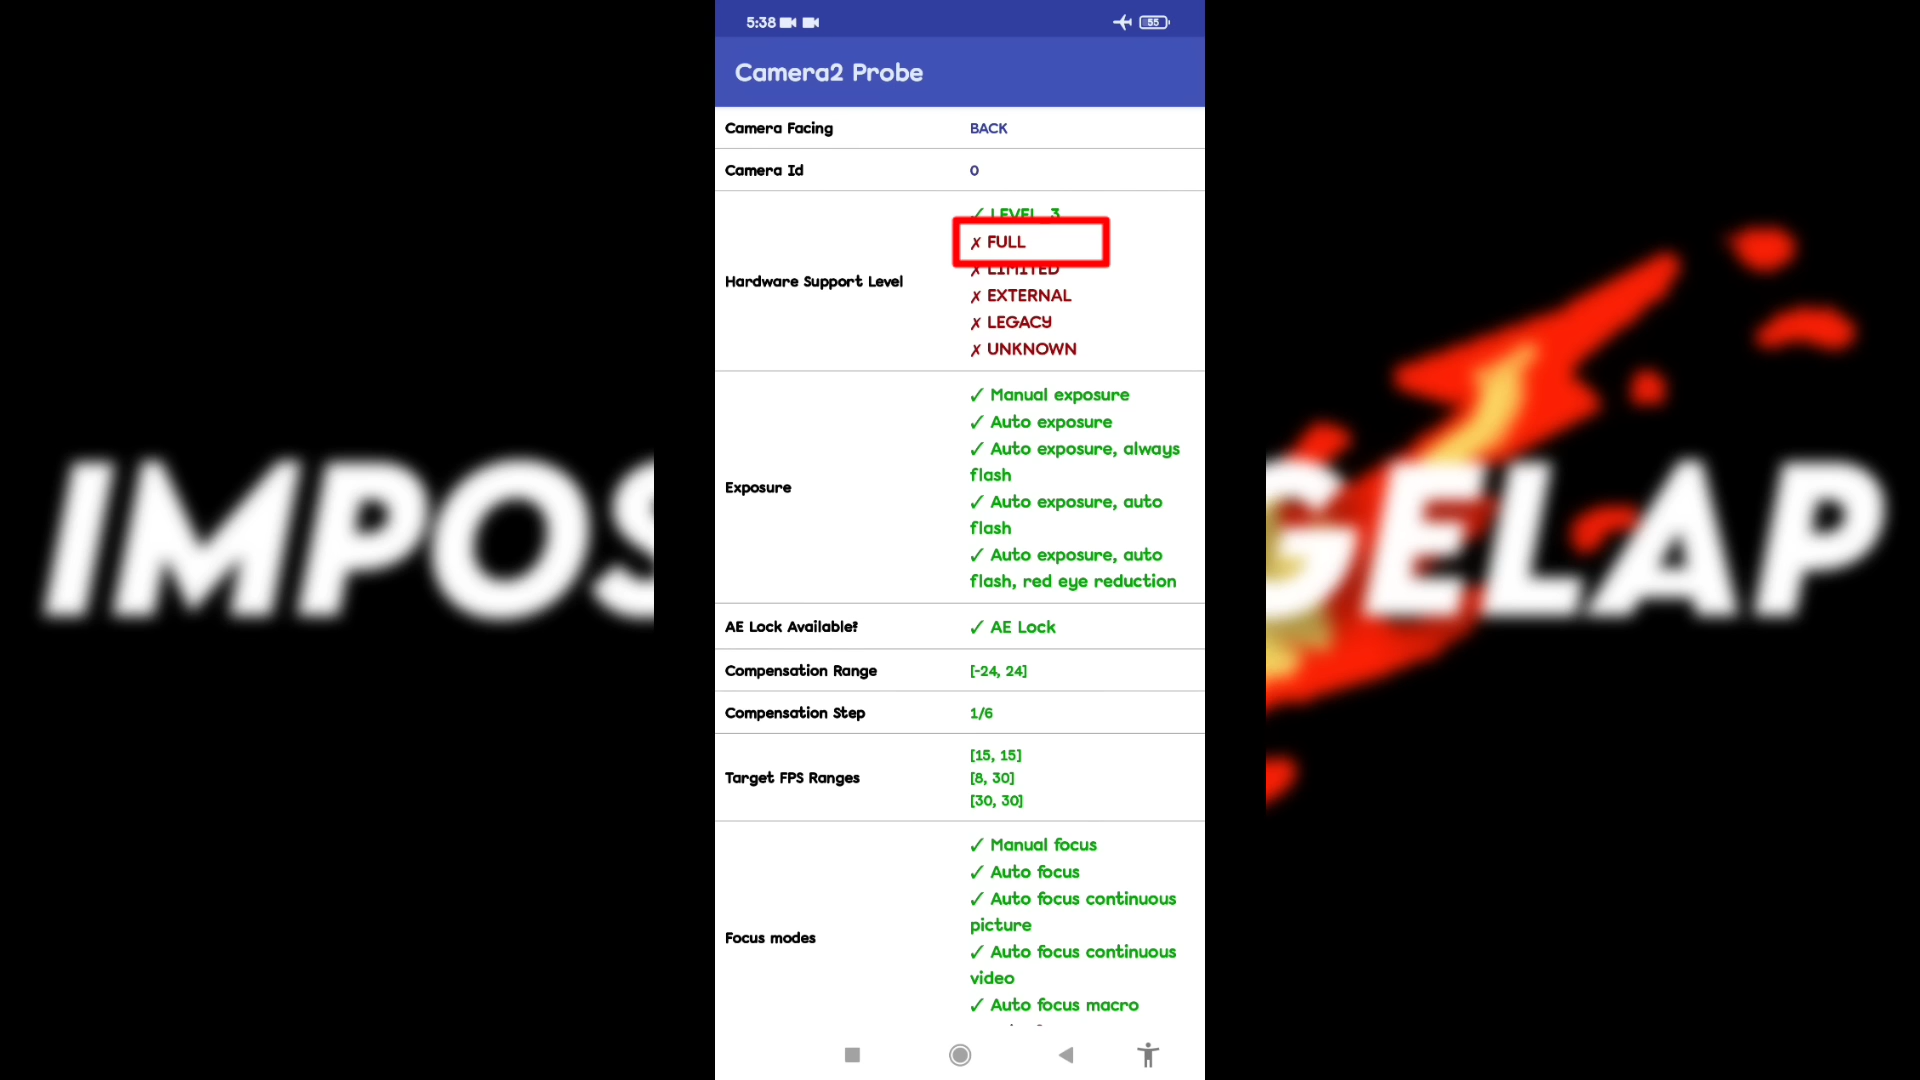 5:38
55
Camera2 Probe
Camera Facing
BACK
Camera Id
0
Hardware Support Level
✓ LEVEL_3
✗ FULL
✗ LIMITED
✗ EXTERNAL
✗ LEGACY
✗ UNKNOWN
Exposure
✓ Manual exposure
✓ Auto exposure
✓ Auto exposure, always
flash
✓ Auto exposure, auto
flash
✓ Auto exposure, auto
flash, red eye reduction
AE Lock Available?
✓ AE Lock
Compensation Range
[-24, 24]
Compensation Step
1/6
Target FPS Ranges
[15, 15]
[8, 30]
[30, 30]
Focus modes
✓ Manual focus
✓ Auto focus
✓ Auto focus continuous
picture
✓ Auto focus continuous
video
✓ Auto focus macro
IMPOS
GELAP